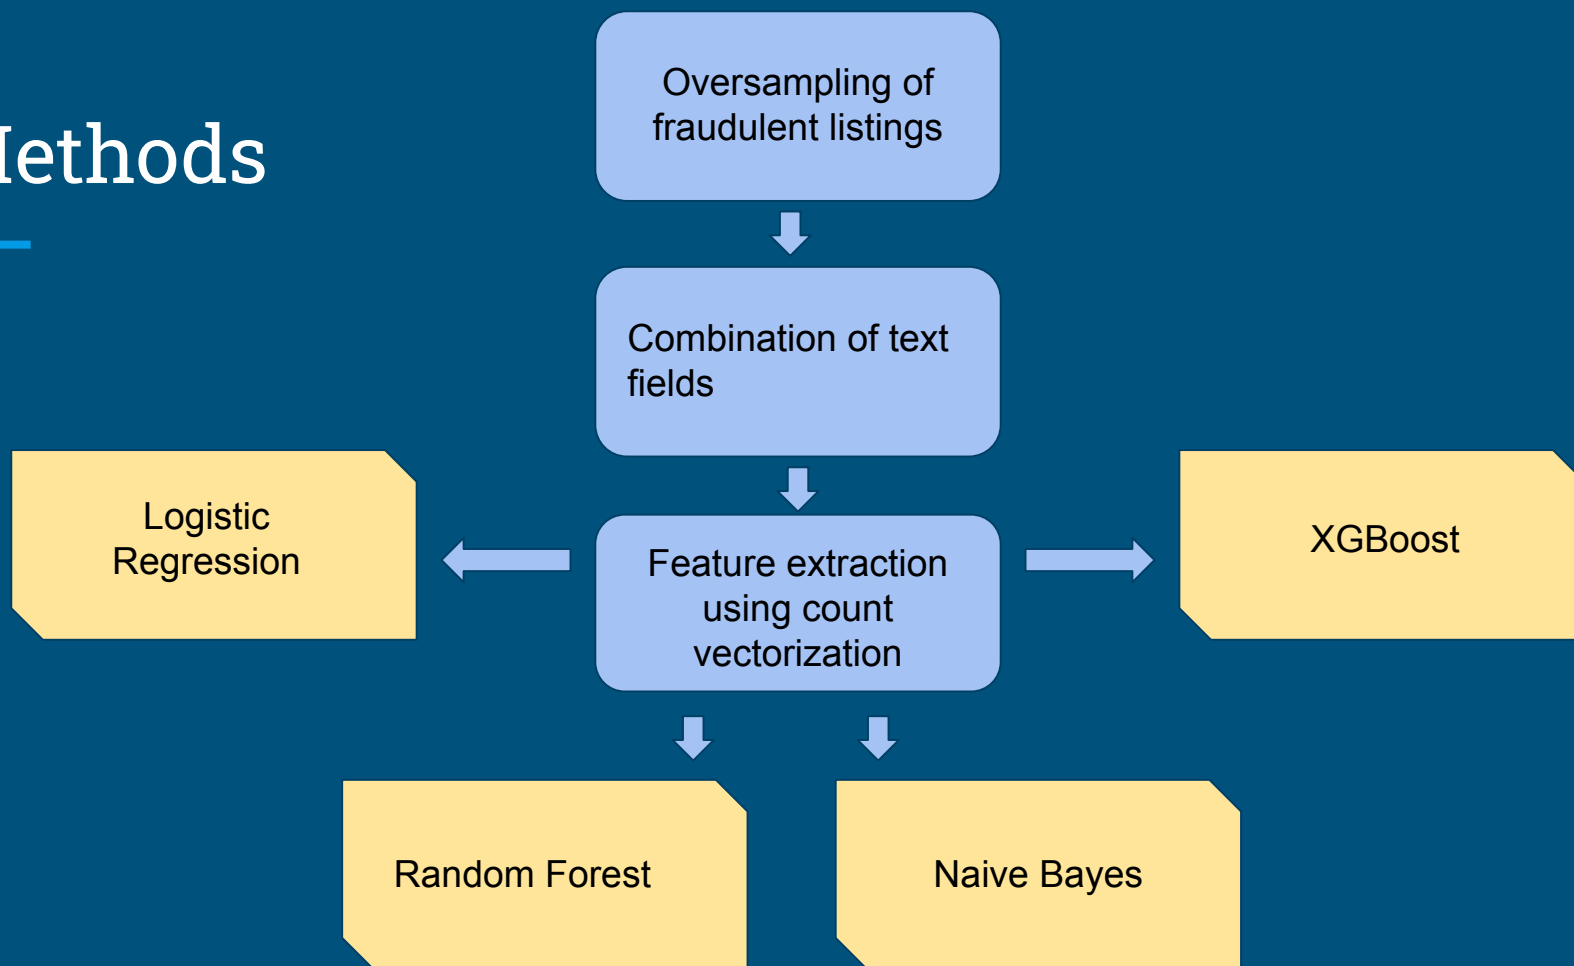 Methods
Oversampling of
fraudulent listings
Combination of text
fields
Logistic
Regression
Feature extraction
using count
vectorization
XGBoost
Random Forest
Naive Bayes